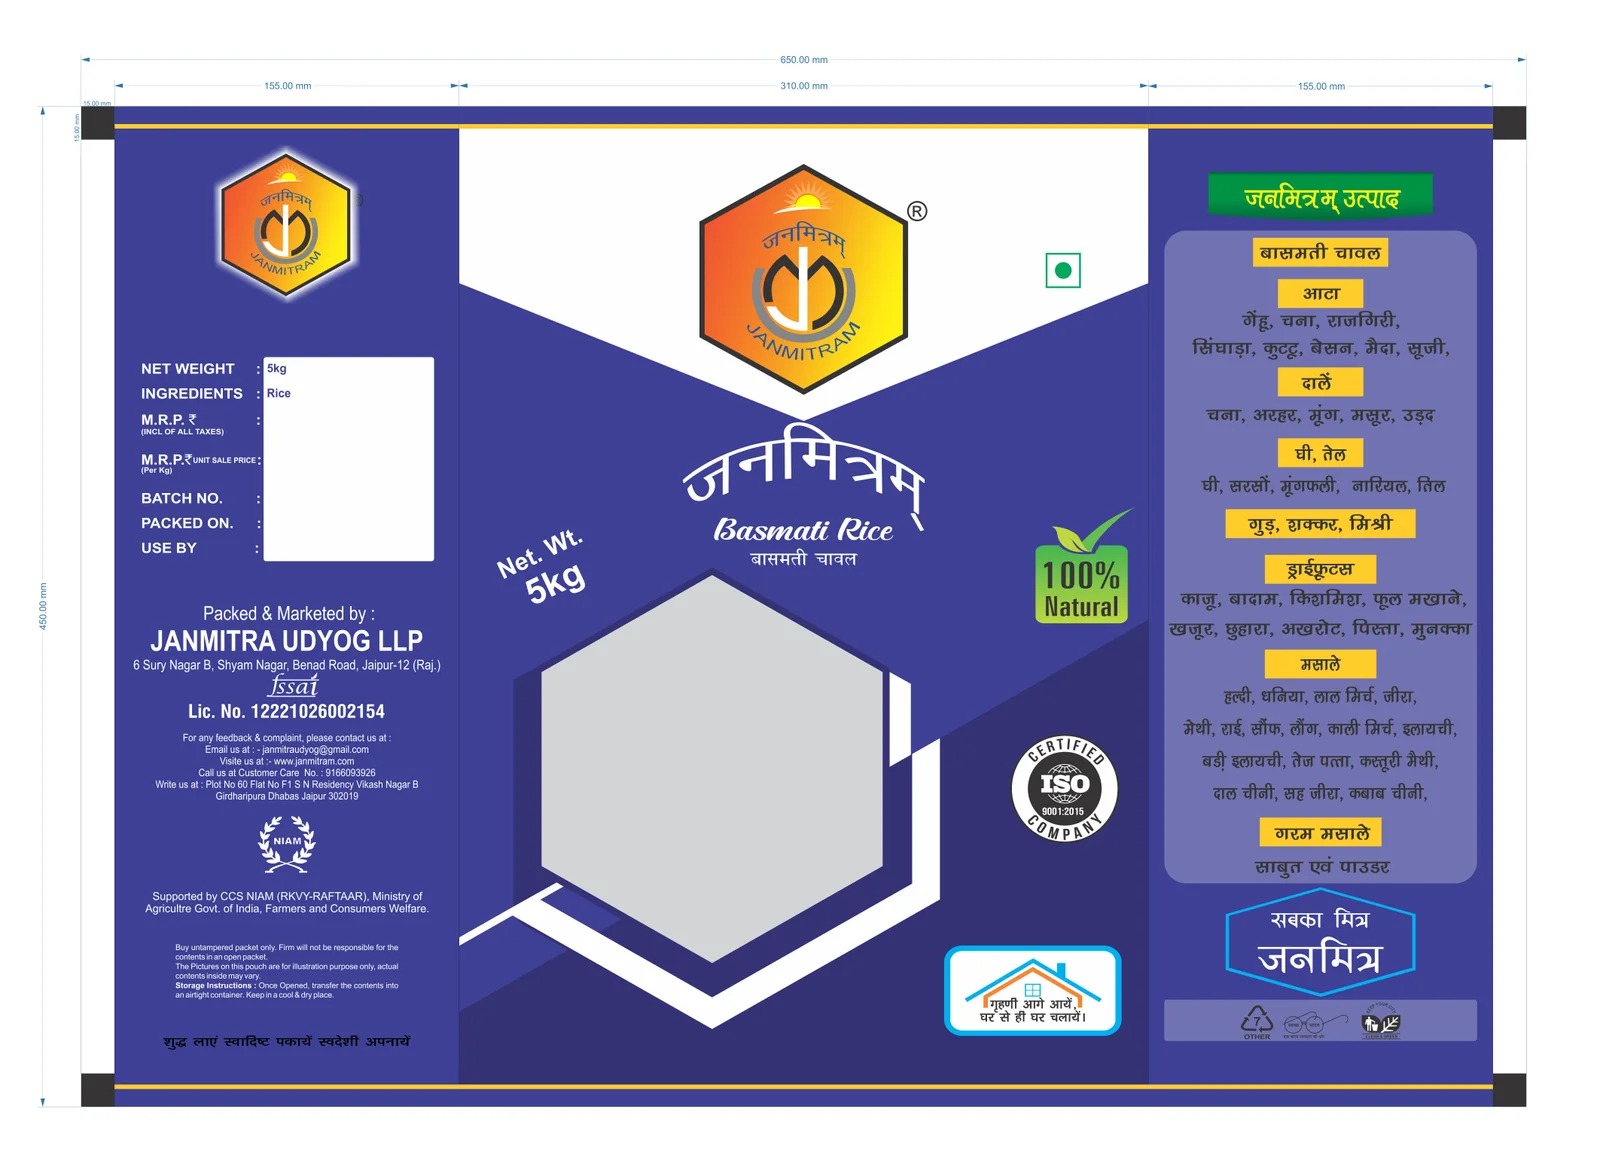 650.00 mm
155.00 mm
310.00 mm
155.00 mm
15.00 mm
15.00 mm
450.00 mm
जनमित्रम्
JANMITRAM
NET WEIGHT : 5kg
INGREDIENTS : Rice
M.R.P. ₹ :
(INCL OF ALL TAXES)
M.R.P.₹ UNIT SALE PRICE :
(Per Kg)
BATCH NO. :
PACKED ON. :
USE BY :
Packed & Marketed by :
JANMITRA UDYOG LLP
6 Sury Nagar B, Shyam Nagar, Benad Road, Jaipur-12 (Raj.)
fssai
Lic. No. 12221026002154
For any feedback & complaint, please contact us at :
Email us at : - janmitraudyog@gmail.com
Visite us at :- www.janmitram.com
Call us at Customer Care No. : 9166093926
Write us at : Plot No 60 Flat No F1 S N Residency Vikash Nagar B
Girdharipura Dhabas Jaipur 302019
NIAM
Supported by CCS NIAM (RKVY-RAFTAAR), Ministry of
Agricultre Govt. of India, Farmers and Consumers Welfare.
Buy untampered packet only. Firm will not be responsible for the
contents in an open packet.
The Pictures on this pouch are for illustration purpose only, actual
contents inside may vary.
Storage Instructions : Once Opened, transfer the contents into
an airtight container. Keep in a cool & dry place.
शुद्ध लाएं स्वादिष्ट पकायें स्वदेशी अपनायें
®
जनमित्रम्
JANMITRAM
जनमित्रम्
Basmati Rice
बासमती चावल
Net. Wt.
5kg
100%
Natural
CERTIFIED
ISO
9001:2015
COMPANY
गृहणी आगे आयें,
घर से ही घर चलायें।
जनमित्रम् उत्पाद
बासमती चावल
आटा
गेंहू, चना, राजगिरी,
सिंघाड़ा, कुटटू, बेसन, मैदा, सूजी,
दालें
चना, अरहर, मूंग, मसूर, उड़द
घी, तेल
घी, सरसों, मूंगफली, नारियल, तिल
गुड़, शक्कर, मिश्री
ड्राईफ्रूटस
काजू, बादाम, किशमिश, फूल मखाने,
खजूर, छुहारा, अखरोट, पिस्ता, मुनक्का
मसाले
हल्दी, धनिया, लाल मिर्च, जीरा,
मेथी, राई, सौंफ, लौंग, काली मिर्च, इलायची,
बडी़ इलायची, तेज पत्ता, कस्तूरी मैथी,
दाल चीनी, सह जीरा, कबाब चीनी,
गरम मसाले
साबुत एवं पाउडर
सबका मित्र
जनमित्र
7
OTHER